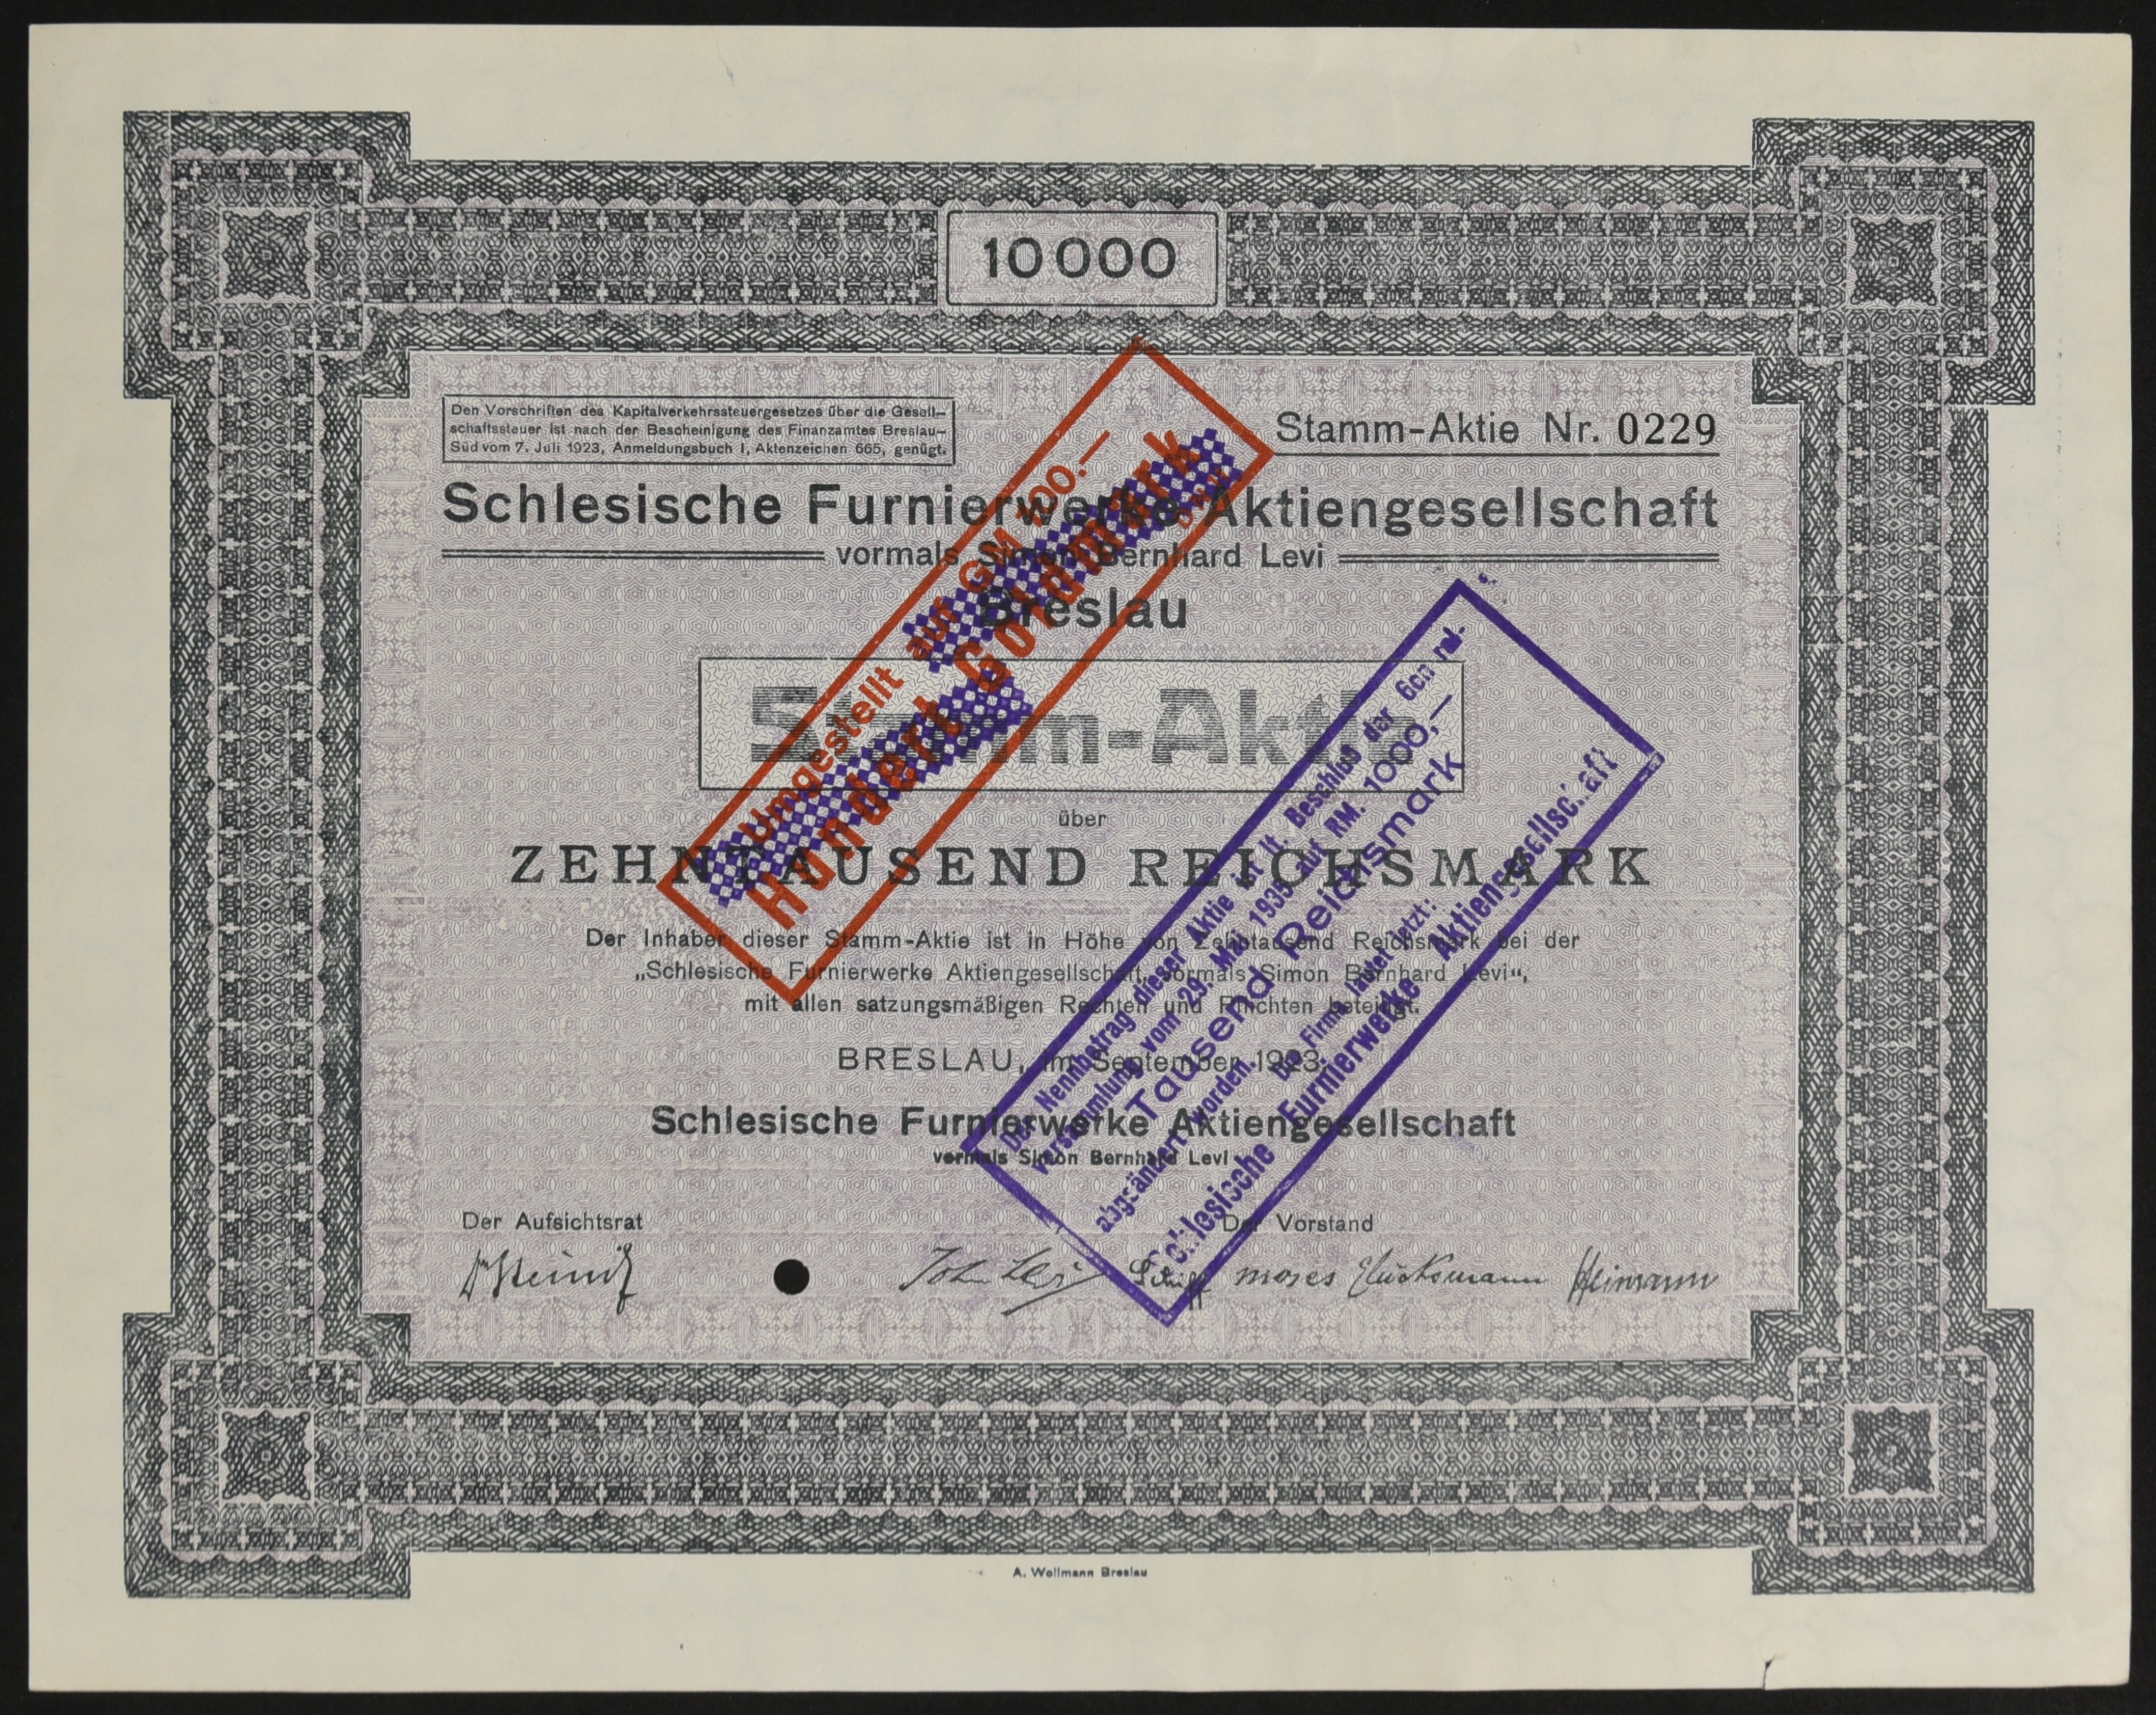 10000
Den Vorschriften des Kapitalverkehrssteuergesetzes über die Gesell-
schaftssteuer ist nach der Bescheinigung des Finanzamtes Breslau-
Süd vom 7. Juli 1923, Anmeldungsbuch I, Aktenzeichen 665, genügt.
Stamm-Aktie Nr. 0229
Schlesische Furnierwerke Aktiengesellschaft
vormals Simon Bernhard Levi
Breslau
Stamm-Aktie
über
ZEHNTAUSEND REICHSMARK
Der Inhaber dieser Stamm-Aktie ist in Höhe von Zehntausend Reichsmark bei der
„Schlesische Furnierwerke Aktiengesellschaft, vormals Simon Bernhard Levi“,
mit allen satzungsmäßigen Rechten und Pflichten beteiligt.
BRESLAU, im September 1923.
Schlesische Furnierwerke Aktiengesellschaft
vormals Simon Bernhard Levi
Der Aufsichtsrat
Der Vorstand
Moses Glücksmann Heimann
Umgestellt auf GM 100.—
Hundert Goldmark
Der Nennbetrag dieser Aktie ist lt. Beschluß der General-
versammlung vom 29. Mai 1935 auf RM. 1000,—
Tausend Reichsmark
abgeändert worden. Die Firma lautet jetzt:
Schlesische Furnierwerke Aktiengesellschaft
A. Wollmann Breslau